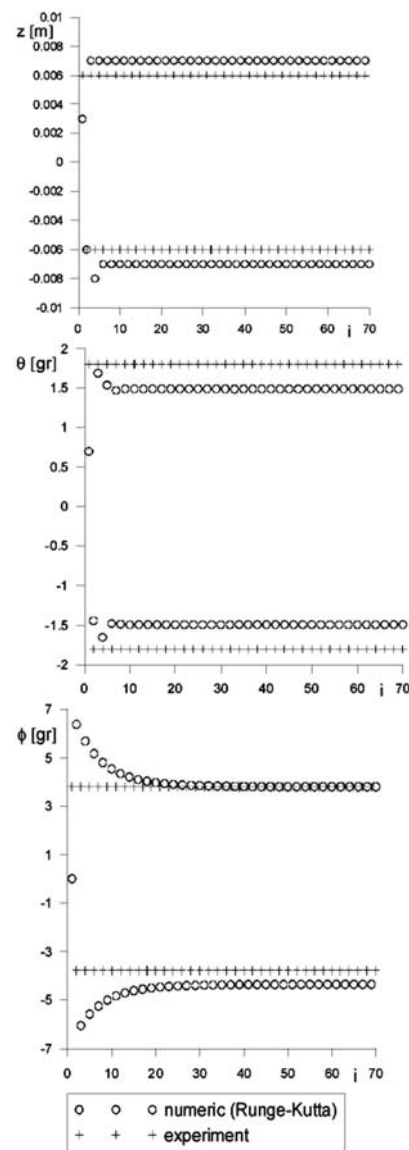 0.01
z [m]
0.008
0.006
0.004
0.002
0
-0.002
-0.004
-0.006
-0.008
-0.01
0 10 20 30 40 50 60 70
i
2
θ [gr]
1.5
1
0.5
0
-0.5
-1
-1.5
-2
0 10 20 30 40 50 60 70
i
7
ϕ [gr]
5
3
1
-1
-3
-5
-7
0 10 20 30 40 50 60 70
i
numeric (Runge-Kutta)
experiment